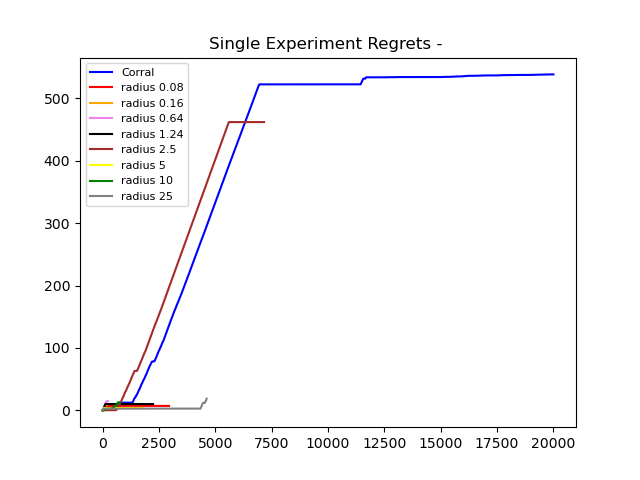 Single Experiment Regrets -
Corral
radius 0.08
radius 0.16
radius 0.64
radius 1.24
radius 2.5
radius 5
radius 10
radius 25
500
400
300
200
100
0
0 2500 5000 7500 10000 12500 15000 17500 20000